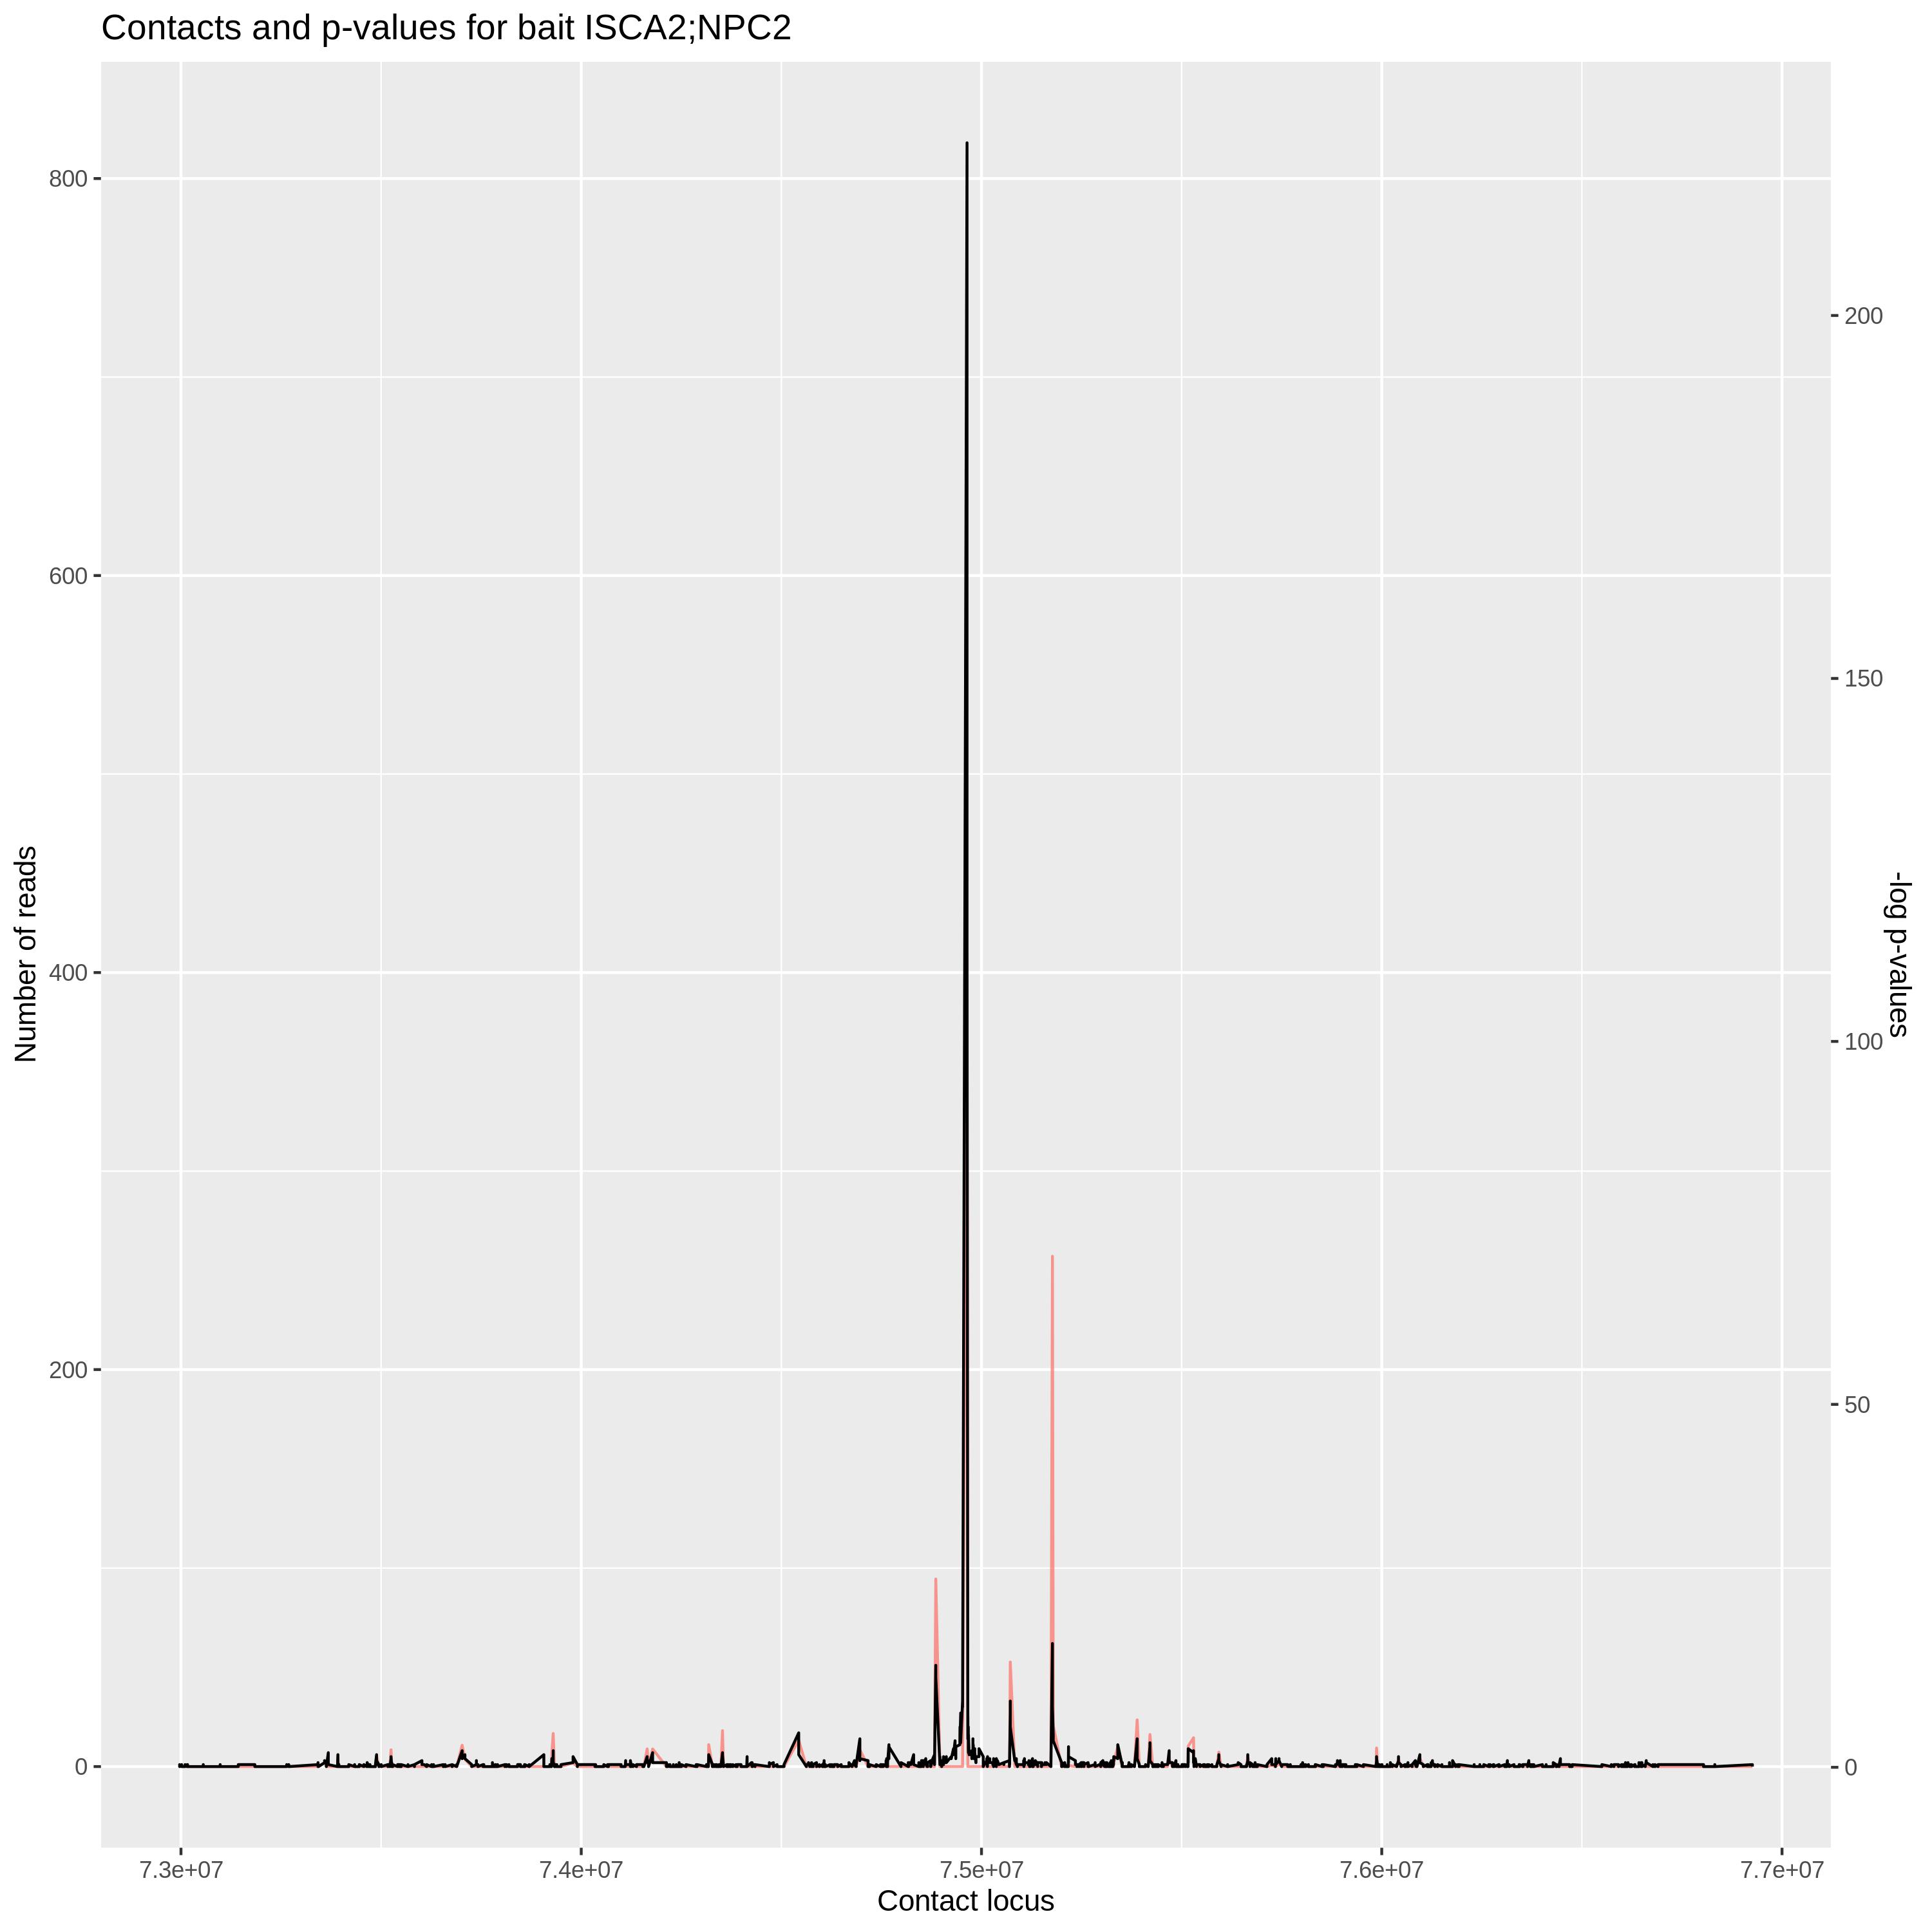 Contacts and p-values for bait ISCA2;NPC2
800
600
400
200
0
Number of reads
200
150
100
50
0
-log p-values
7.3e+07
7.4e+07
7.5e+07
7.6e+07
7.7e+07
Contact locus